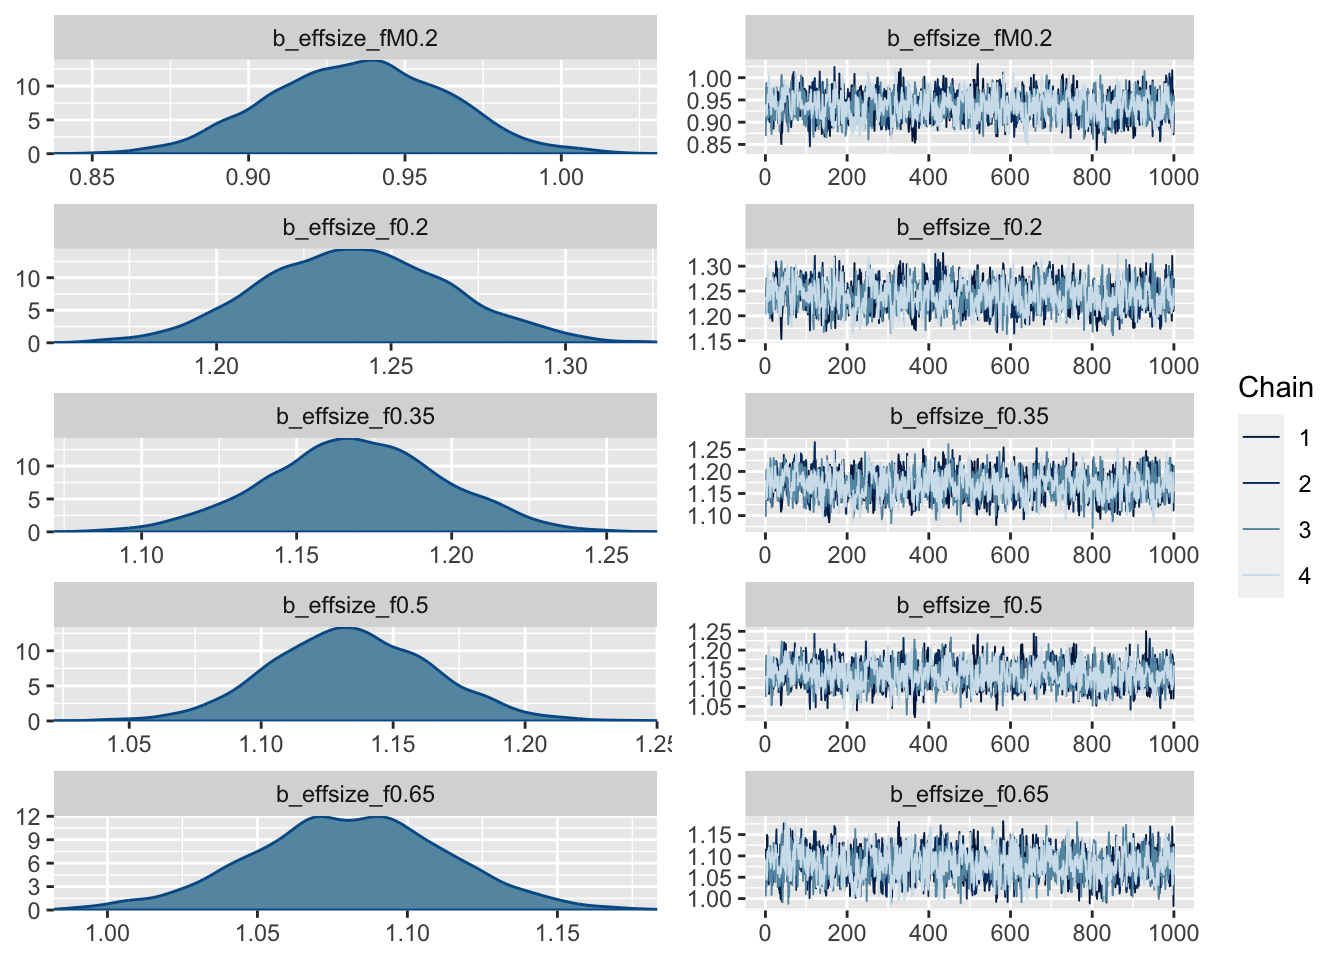 b_effsize_fM0.2
10
5
0
0.85 0.90 0.95 1.00
b_effsize_fM0.2
1.00
0.95
0.90
0.85
0 200 400 600 800 1000
b_effsize_f0.2
10
5
0
1.20 1.25 1.30
b_effsize_f0.2
1.30
1.25
1.20
1.15
0 200 400 600 800 1000
b_effsize_f0.35
10
5
0
1.10 1.15 1.20 1.25
b_effsize_f0.35
1.25
1.20
1.15
1.10
0 200 400 600 800 1000
b_effsize_f0.5
10
5
0
1.05 1.10 1.15 1.20 1.25
b_effsize_f0.5
1.25
1.20
1.15
1.10
1.05
0 200 400 600 800 1000
b_effsize_f0.65
12
9
6
3
0
1.00 1.05 1.10 1.15
b_effsize_f0.65
1.15
1.10
1.05
1.00
0 200 400 600 800 1000
Chain
1
2
3
4